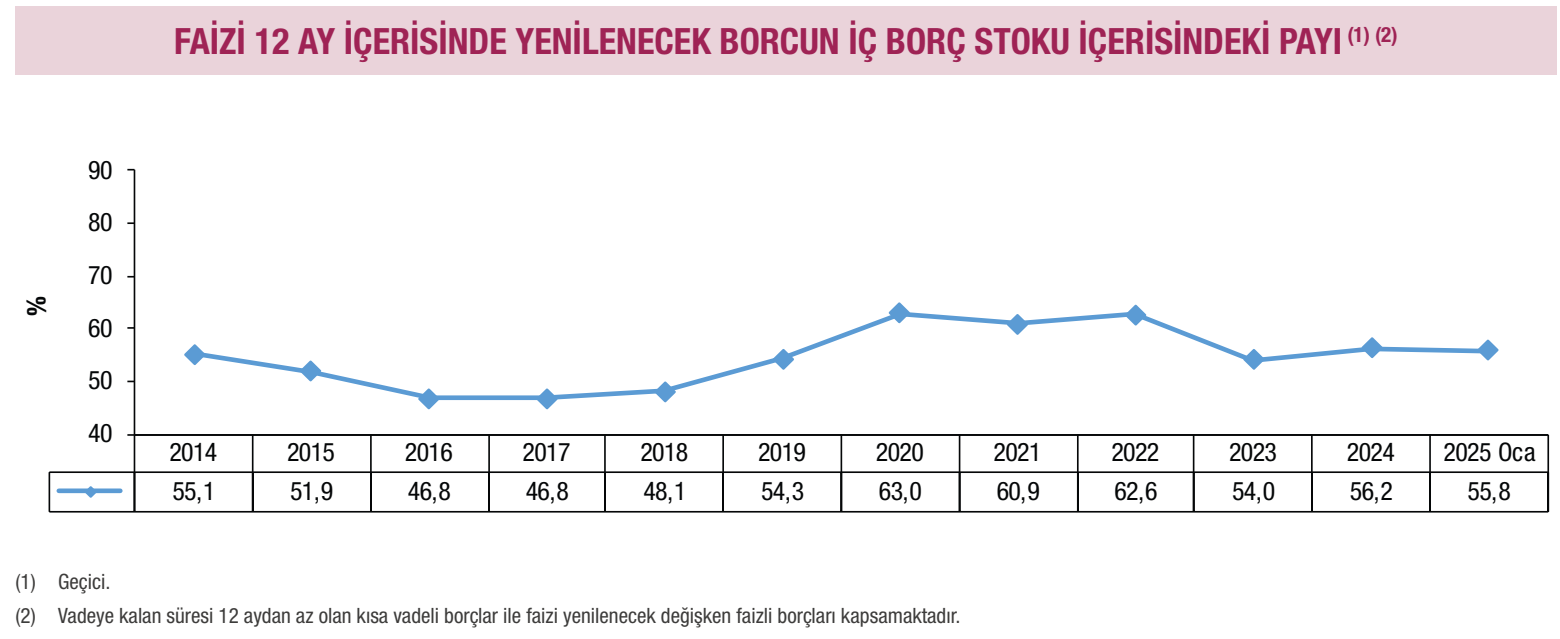 FAİZİ 12 AY İÇERİSİNDE YENİLENECEK BORCUN İÇ BORÇ STOKU İÇERİSİNDEKİ PAYI (1) (2)
90
80
70
%
60
50
40
2014 2015 2016 2017 2018 2019 2020 2021 2022 2023 2024 2025 Oca
55,1 51,9 46,8 46,8 48,1 54,3 63,0 60,9 62,6 54,0 56,2 55,8
(1) Geçici.
(2) Vadeye kalan süresi 12 aydan az olan kısa vadeli borçlar ile faizi yenilenecek değişken faizli borçları kapsamaktadır.